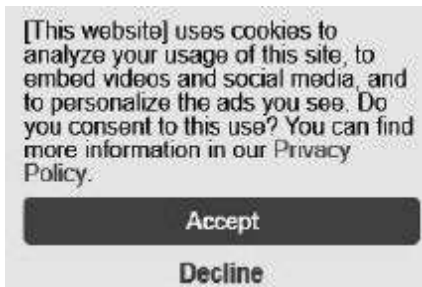 [This website] uses cookies to
analyze your usage of this site, to
embed videos and social media, and
to personalize the ads you see. Do
you consent to this use? You can find
more information in our Privacy
Policy.
Accept
Decline